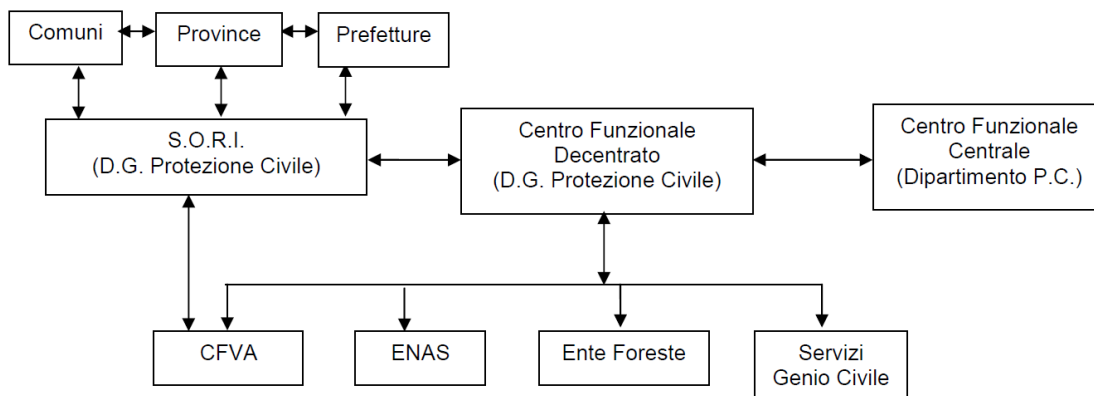 Comuni
Province
Prefetture
S.O.R.I.
(D.G. Protezione Civile)
Centro Funzionale
Decentrato
(D.G. Protezione Civile)
Centro Funzionale
Centrale
(Dipartimento P.C.)
CFVA
ENAS
Ente Foreste
Servizi
Genio Civile